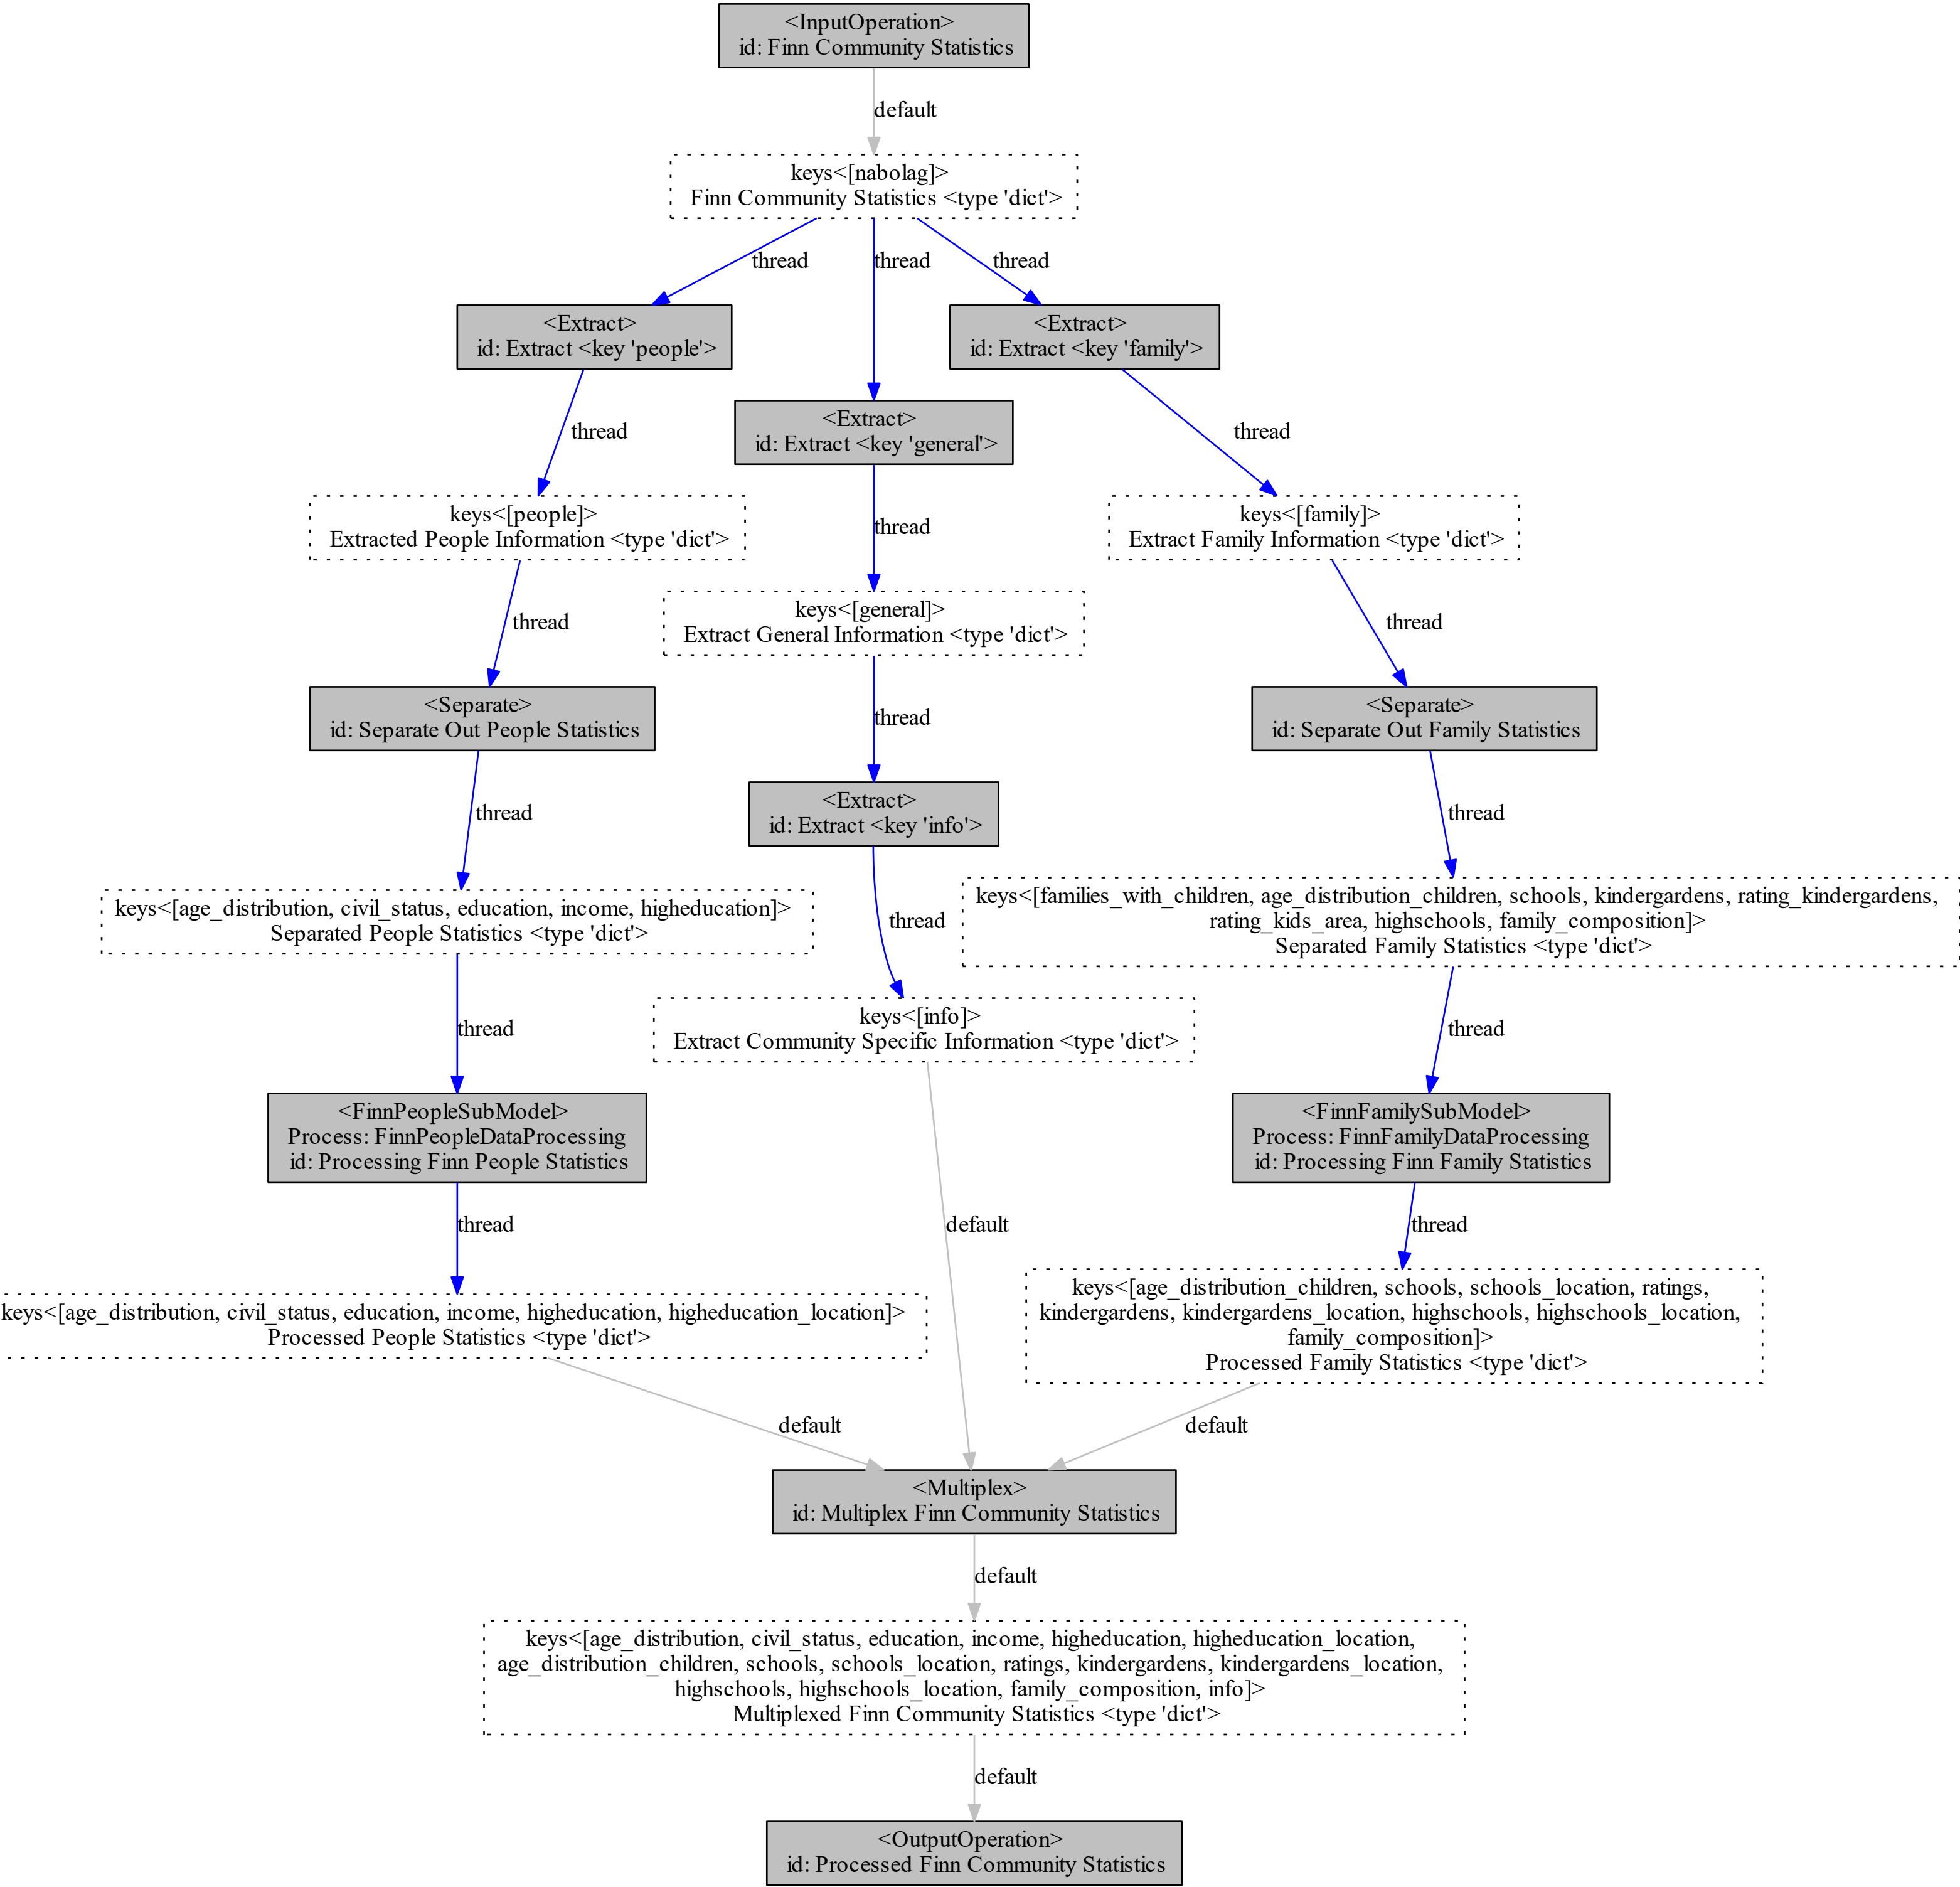 <InputOperation>
id: Finn Community Statistics
default
keys<[nabolag]>
Finn Community Statistics <type 'dict'>
thread
thread
thread
<Extract>
id: Extract <key 'people'>
<Extract>
id: Extract <key 'family'>
<Extract>
id: Extract <key 'general'>
thread
thread
keys<[people]>
Extracted People Information <type 'dict'>
thread
keys<[family]>
Extract Family Information <type 'dict'>
keys<[general]>
Extract General Information <type 'dict'>
thread
thread
<Separate>
id: Separate Out People Statistics
thread
<Separate>
id: Separate Out Family Statistics
<Extract>
id: Extract <key 'info'>
thread
thread
keys<[age_distribution, civil_status, education, income, higheducation]>
Separated People Statistics <type 'dict'>
thread
keys<[families_with_children, age_distribution_children, schools, kindergardens, rating_kindergardens,
rating_kids_area, highschools, family_composition]>
Separated Family Statistics <type 'dict'>
keys<[info]>
Extract Community Specific Information <type 'dict'>
thread
thread
<FinnPeopleSubModel>
Process: FinnPeopleDataProcessing
id: Processing Finn People Statistics
<FinnFamilySubModel>
Process: FinnFamilyDataProcessing
id: Processing Finn Family Statistics
thread
default
thread
keys<[age_distribution, civil_status, education, income, higheducation, higheducation_location]>
Processed People Statistics <type 'dict'>
keys<[age_distribution_children, schools, schools_location, ratings,
kindergardens, kindergardens_location, highschools, highschools_location,
family_composition]>
Processed Family Statistics <type 'dict'>
default
default
<Multiplex>
id: Multiplex Finn Community Statistics
default
keys<[age_distribution, civil_status, education, income, higheducation, higheducation_location,
age_distribution_children, schools, schools_location, ratings, kindergardens, kindergardens_location,
highschools, highschools_location, family_composition, info]>
Multiplexed Finn Community Statistics <type 'dict'>
default
<OutputOperation>
id: Processed Finn Community Statistics